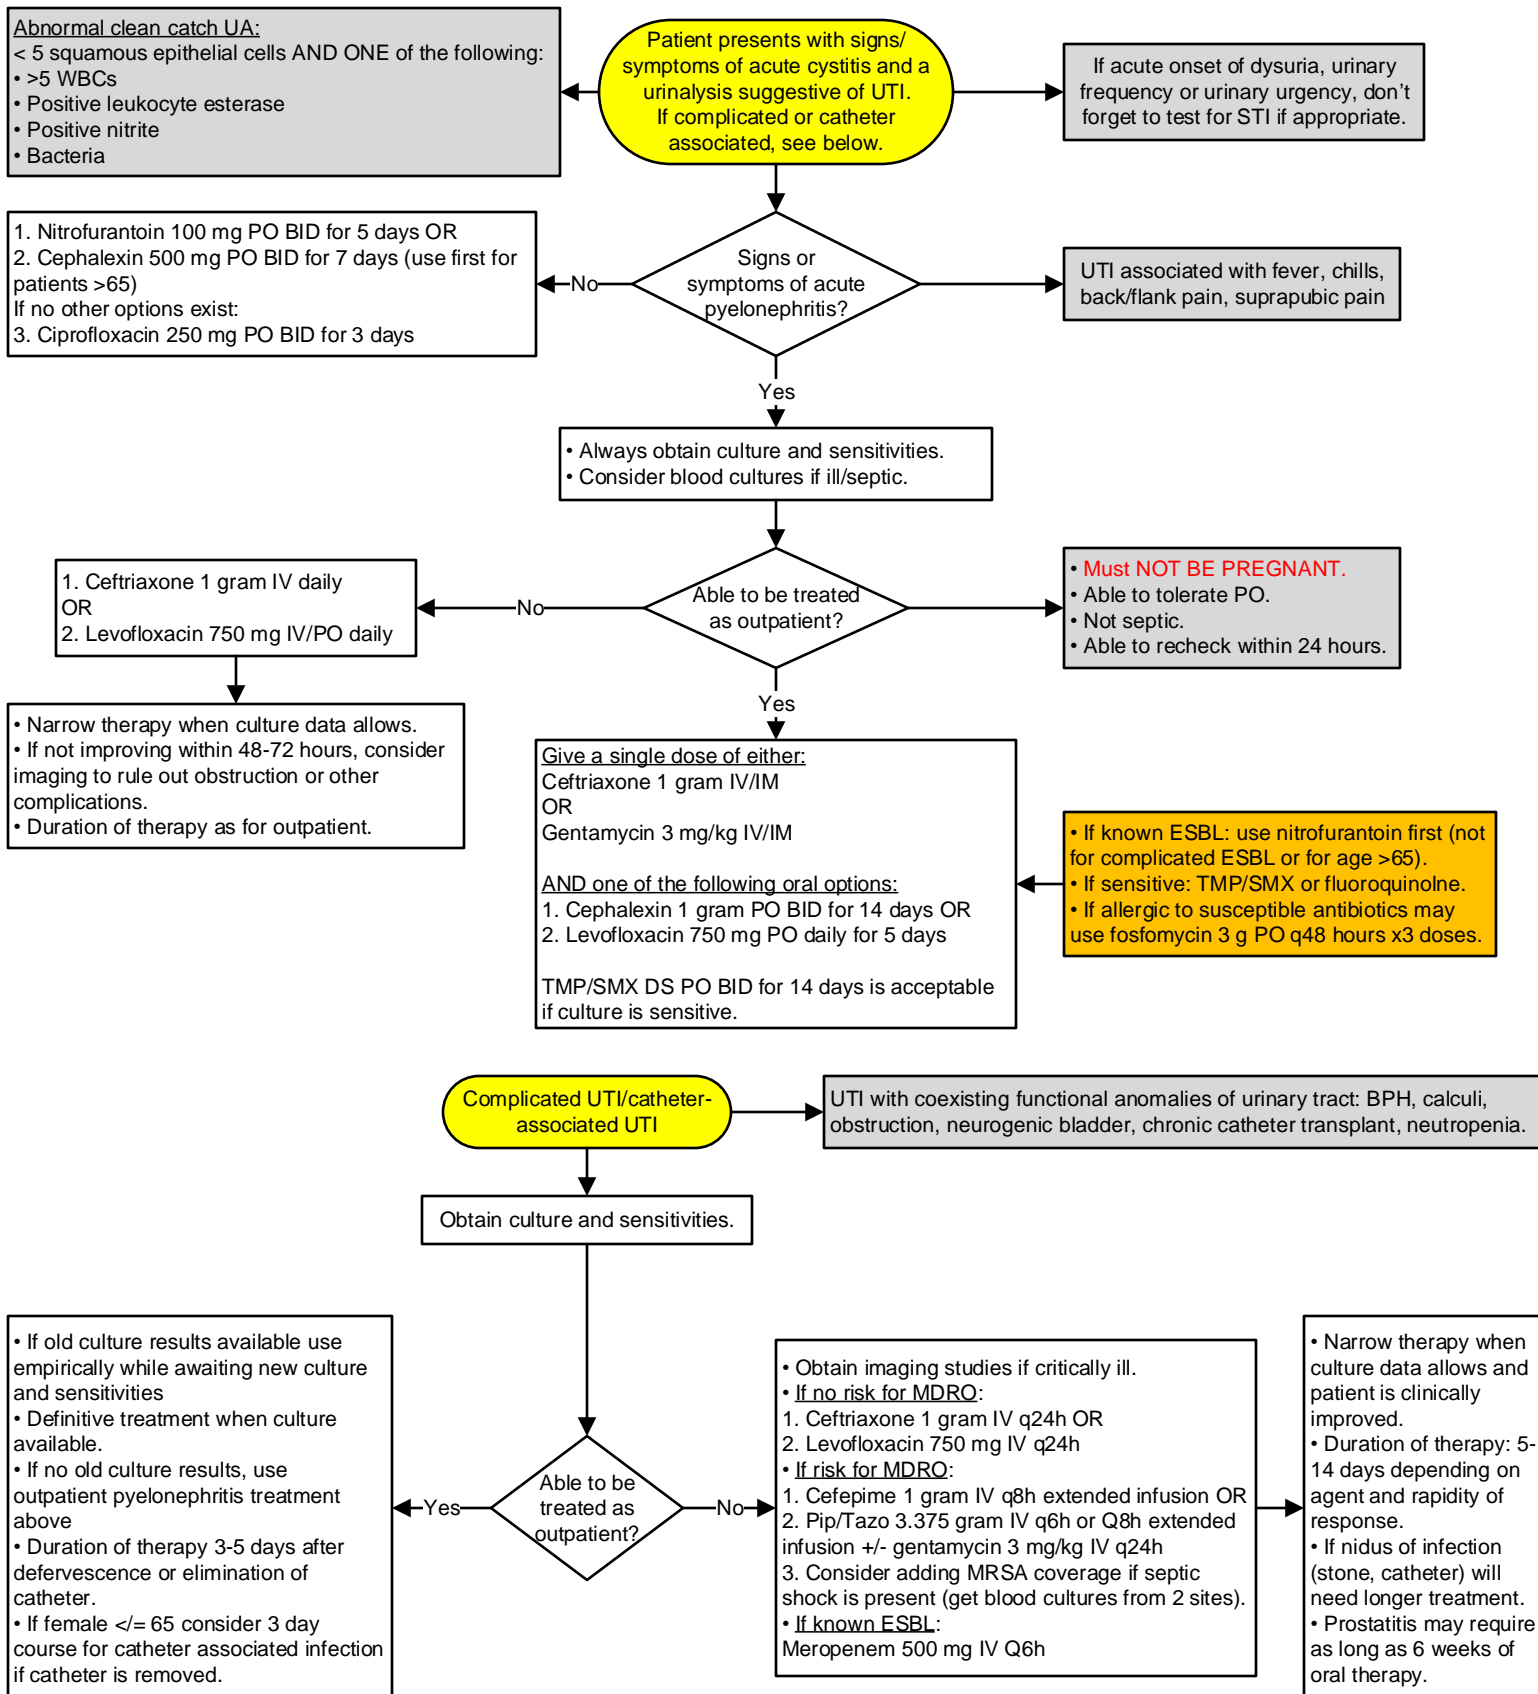 Abnormal clean catch UA:
< 5 squamous epithelial cells AND ONE of the following:
• >5 WBCs
• Positive leukocyte esterase
• Positive nitrite
• Bacteria
Patient presents with signs/
symptoms of acute cystitis and a
urinalysis suggestive of UTI.
If complicated or catheter
associated, see below.
If acute onset of dysuria, urinary
frequency or urinary urgency, don't
forget to test for STI if appropriate.
1. Nitrofurantoin 100 mg PO BID for 5 days OR
2. Cephalexin 500 mg PO BID for 7 days (use first for
patients >65)
If no other options exist:
3. Ciprofloxacin 250 mg PO BID for 3 days
No
Signs or
symptoms of acute
pyelonephritis?
UTI associated with fever, chills,
back/flank pain, suprapubic pain
Yes
• Always obtain culture and sensitivities.
• Consider blood cultures if ill/septic.
1. Ceftriaxone 1 gram IV daily
OR
2. Levofloxacin 750 mg IV/PO daily
No
Able to be treated
as outpatient?
• Must NOT BE PREGNANT.
• Able to tolerate PO.
• Not septic.
• Able to recheck within 24 hours.
Yes
• Narrow therapy when culture data allows.
• If not improving within 48-72 hours, consider
imaging to rule out obstruction or other
complications.
• Duration of therapy as for outpatient.
Give a single dose of either:
Ceftriaxone 1 gram IV/IM
OR
Gentamycin 3 mg/kg IV/IM
AND one of the following oral options:
1. Cephalexin 1 gram PO BID for 14 days OR
2. Levofloxacin 750 mg PO daily for 5 days
TMP/SMX DS PO BID for 14 days is acceptable
if culture is sensitive.
• If known ESBL: use nitrofurantoin first (not
for complicated ESBL or for age >65).
• If sensitive: TMP/SMX or fluoroquinolne.
• If allergic to susceptible antibiotics may
use fosfomycin 3 g PO q48 hours x3 doses.
Complicated UTI/catheter-
associated UTI
UTI with coexisting functional anomalies of urinary tract: BPH, calculi,
obstruction, neurogenic bladder, chronic catheter transplant, neutropenia.
Obtain culture and sensitivities.
• If old culture results available use
empirically while awaiting new culture
and sensitivities
• Definitive treatment when culture
available.
• If no old culture results, use
outpatient pyelonephritis treatment
above
• Duration of therapy 3-5 days after
defervescence or elimination of
catheter.
• If female </= 65 consider 3 day
course for catheter associated infection
if catheter is removed.
Yes
Able to be
treated as
outpatient?
No
• Obtain imaging studies if critically ill.
• If no risk for MDRO:
1. Ceftriaxone 1 gram IV q24h OR
2. Levofloxacin 750 mg IV q24h
• If risk for MDRO:
1. Cefepime 1 gram IV q8h extended infusion OR
2. Pip/Tazo 3.375 gram IV q6h or Q8h extended
infusion +/- gentamycin 3 mg/kg IV q24h
3. Consider adding MRSA coverage if septic
shock is present (get blood cultures from 2 sites).
• If known ESBL:
Meropenem 500 mg IV Q6h
• Narrow therapy when
culture data allows and
patient is clinically
improved.
• Duration of therapy: 5-
14 days depending on
agent and rapidity of
response.
• If nidus of infection
(stone, catheter) will
need longer treatment.
• Prostatitis may require
as long as 6 weeks of
oral therapy.